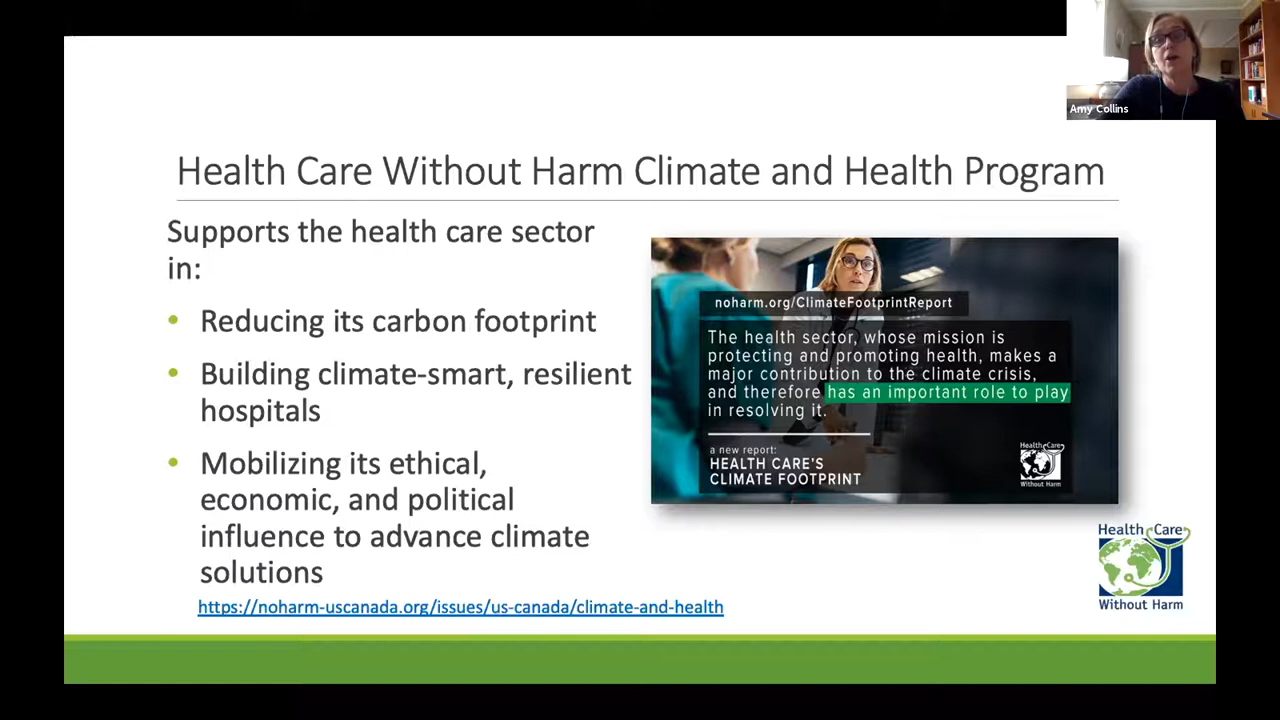 Amy Collins
Health Care Without Harm Climate and Health Program
Supports the health care sector
in:
• Reducing its carbon footprint
• Building climate-smart, resilient
hospitals
• Mobilizing its ethical,
economic, and political
influence to advance climate
solutions
https://noharm-uscanada.org/issues/us-canada/climate-and-health
noharm.org/ClimateFootprintReport
The health sector, whose mission is
protecting and promoting health, makes a
major contribution to the climate crisis,
and therefore has an important role to play
in resolving it.
a new report:
HEALTH CARE'S
CLIMATE FOOTPRINT
Health Care
Without Harm
Health Care
Without Harm